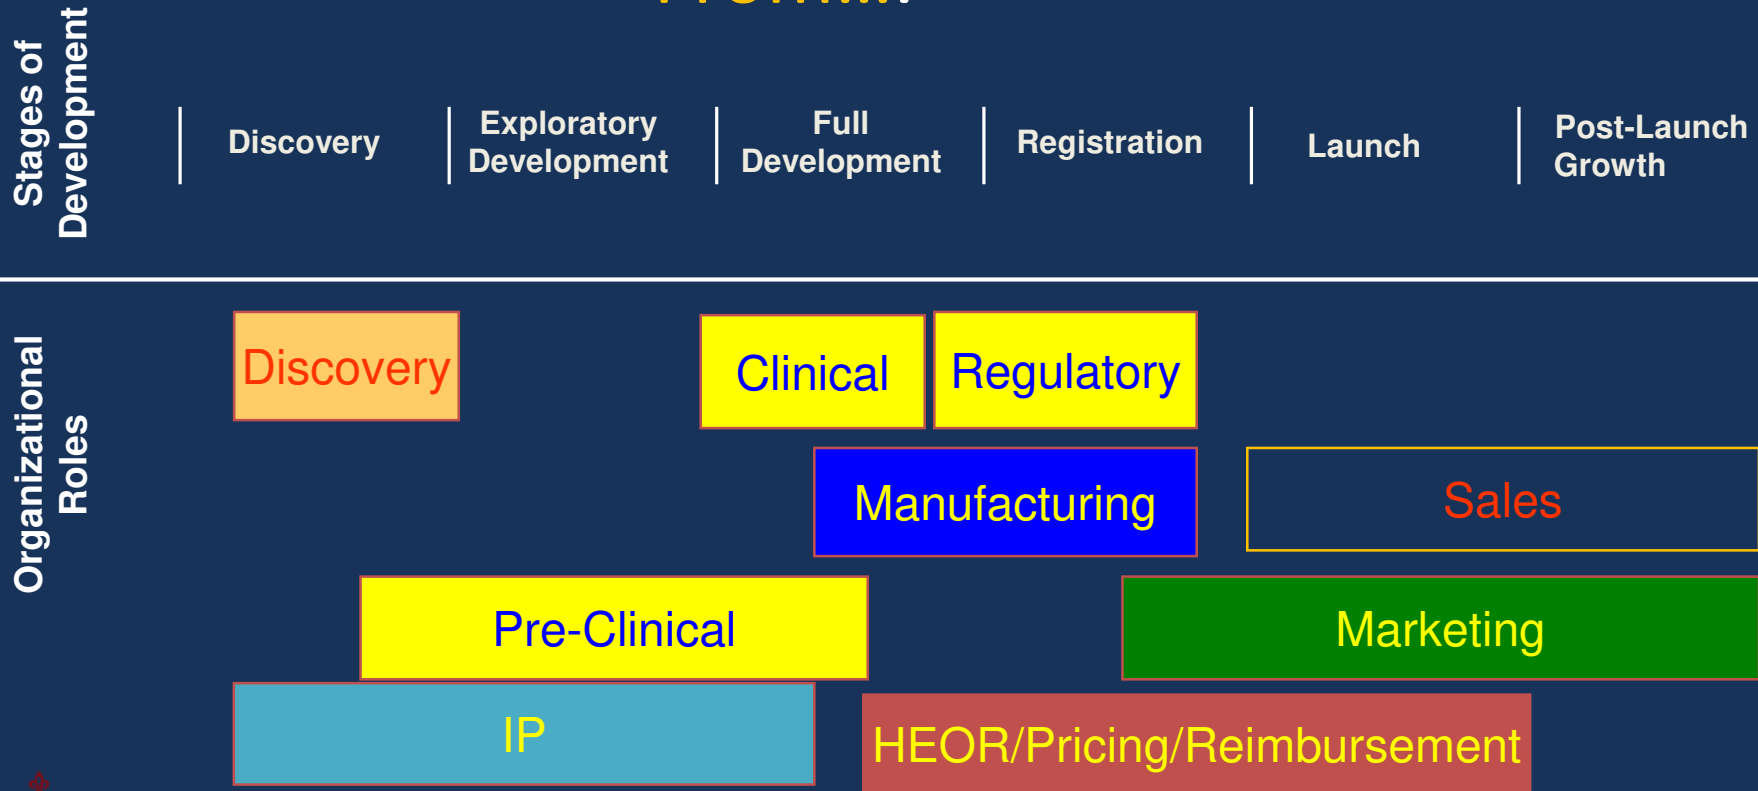 Stages of
Development
Discovery
Exploratory
Development
Full
Development
Registration
Launch
Post-Launch
Growth
Organizational
Roles
Discovery
Clinical
Regulatory
Manufacturing
Sales
Pre-Clinical
Marketing
IP
HEOR/Pricing/Reimbursement